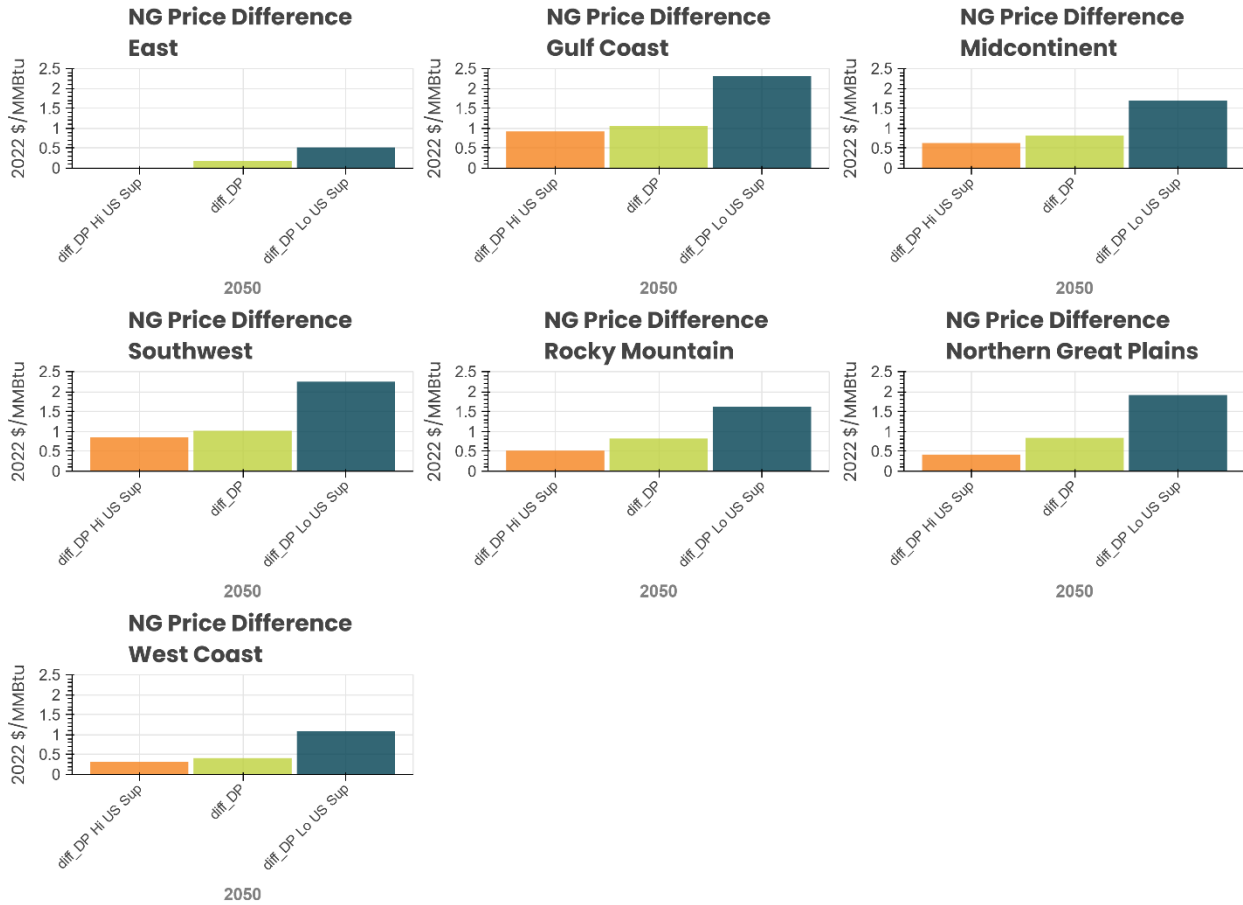 NG Price Difference
East
2022 $/MMBtu
2.5
2
1.5
1
0.5
0
diff_DP Hi US Sup
diff_DP
diff_DP Lo US Sup
2050
NG Price Difference
Gulf Coast
2022 $/MMBtu
2.5
2
1.5
1
0.5
0
diff_DP Hi US Sup
diff_DP
diff_DP Lo US Sup
2050
NG Price Difference
Midcontinent
2022 $/MMBtu
2.5
2
1.5
1
0.5
0
diff_DP Hi US Sup
diff_DP
diff_DP Lo US Sup
2050
NG Price Difference
Southwest
2022 $/MMBtu
2.5
2
1.5
1
0.5
0
diff_DP Hi US Sup
diff_DP
diff_DP Lo US Sup
2050
NG Price Difference
Rocky Mountain
2022 $/MMBtu
2.5
2
1.5
1
0.5
0
diff_DP Hi US Sup
diff_DP
diff_DP Lo US Sup
2050
NG Price Difference
Northern Great Plains
2022 $/MMBtu
2.5
2
1.5
1
0.5
0
diff_DP Hi US Sup
diff_DP
diff_DP Lo US Sup
2050
NG Price Difference
West Coast
2022 $/MMBtu
2.5
2
1.5
1
0.5
0
diff_DP Hi US Sup
diff_DP
diff_DP Lo US Sup
2050